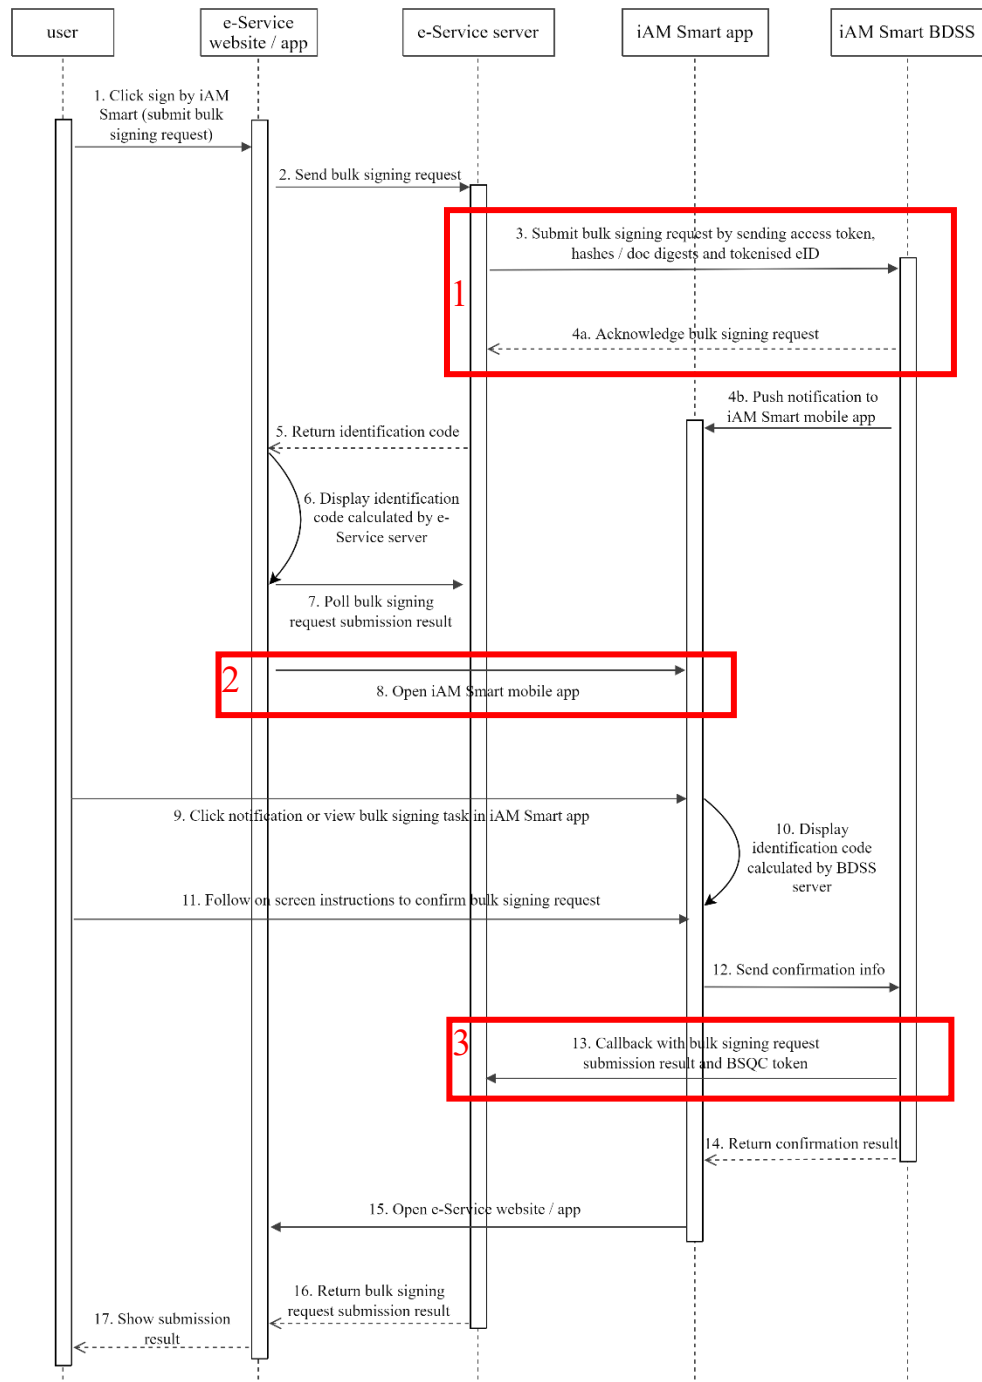 user
e-Service
website / app
e-Service server
iAM Smart app
iAM Smart BDSS
1. Click sign by iAM
Smart (submit bulk
signing request)
2. Send bulk signing request
3. Submit bulk signing request by sending access token,
hashes / doc digests and tokenised eID
1
4a. Acknowledge bulk signing request
4b. Push notification to
iAM Smart mobile app
5. Return identification code
6. Display identification
code calculated by e-
Service server
7. Poll bulk signing
request submission result
2
8. Open iAM Smart mobile app
9. Click notification or view bulk signing task in iAM Smart app
10. Display
identification code
calculated by BDSS
server
11. Follow on screen instructions to confirm bulk signing request
12. Send confirmation info
3
13. Callback with bulk signing request
submission result and BSQC token
14. Return confirmation result
15. Open e-Service website / app
16. Return bulk signing
request submission result
17. Show submission
result